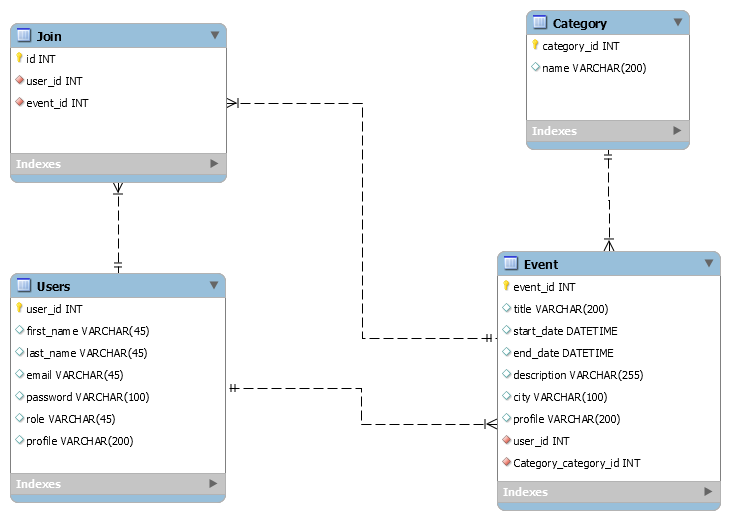 Join
id INT
user_id INT
event_id INT
Indexes
Category
category_id INT
name VARCHAR(200)
Indexes
Users
user_id INT
first_name VARCHAR(45)
last_name VARCHAR(45)
email VARCHAR(45)
password VARCHAR(100)
role VARCHAR(45)
profile VARCHAR(200)
Indexes
Event
event_id INT
title VARCHAR(200)
start_date DATETIME
end_date DATETIME
description VARCHAR(255)
city VARCHAR(100)
profile VARCHAR(200)
user_id INT
Category_category_id INT
Indexes